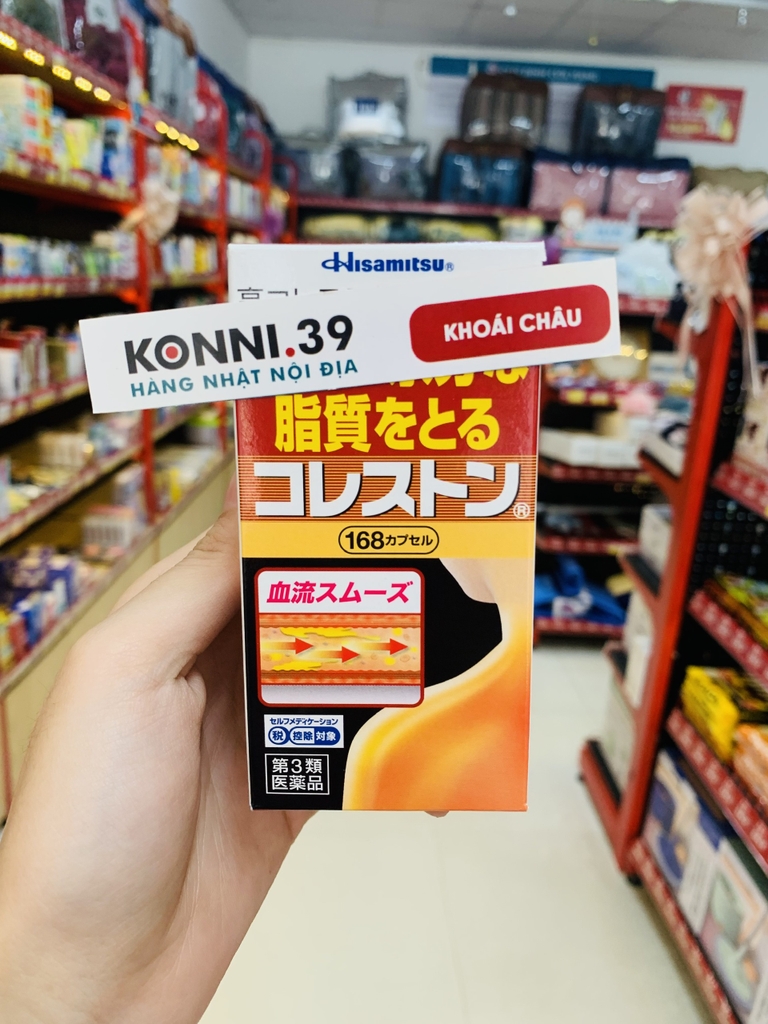 Hisamitsu®
KONNI.39
HÀNG NHẬT NỘI ĐỊA
KHOÁI CHÂU
脂質をとる
コレストン®
168カプセル
血流スムーズ
セルフメディケーション
税 控除 対象
第3類
医薬品